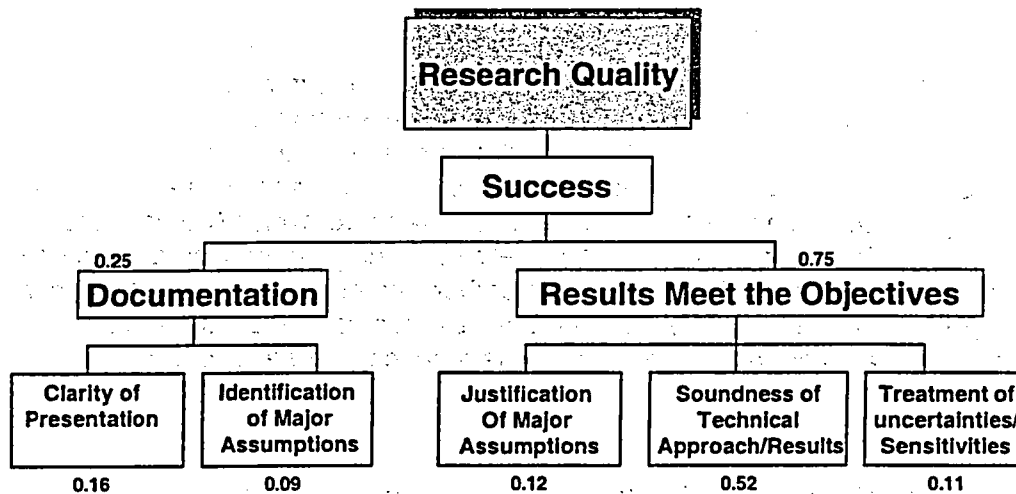 Research Quality
Success
0.25
0.75
Documentation
Results Meet the Objectives
Clarity of
Presentation
Identification
of Major
Assumptions
Justification
Of Major
Assumptions
Soundness of
Technical
Approach/Results
Treatment of
uncertainties/
Sensitivities
0.16
0.09
0.12
0.52
0.11